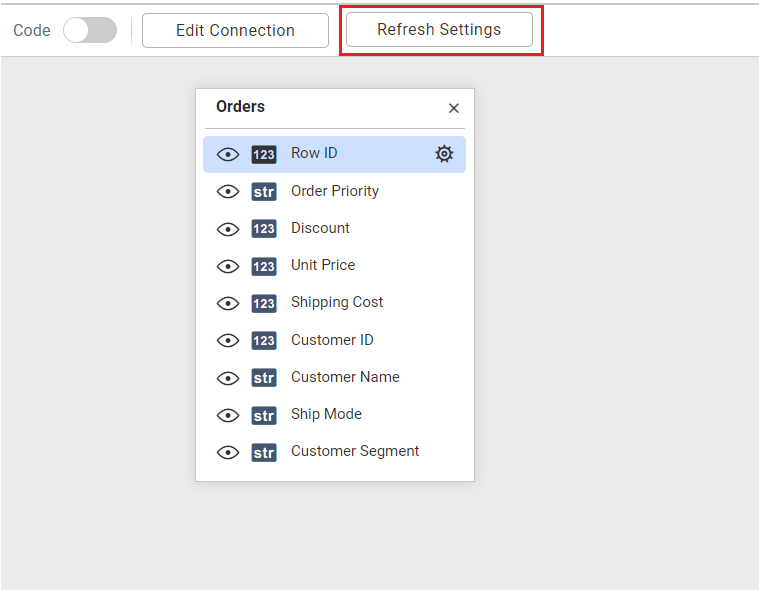 Code Edit Connection Refresh Settings
Orders
123 Row ID
str Order Priority
123 Discount
123 Unit Price
123 Shipping Cost
123 Customer ID
str Customer Name
str Ship Mode
str Customer Segment